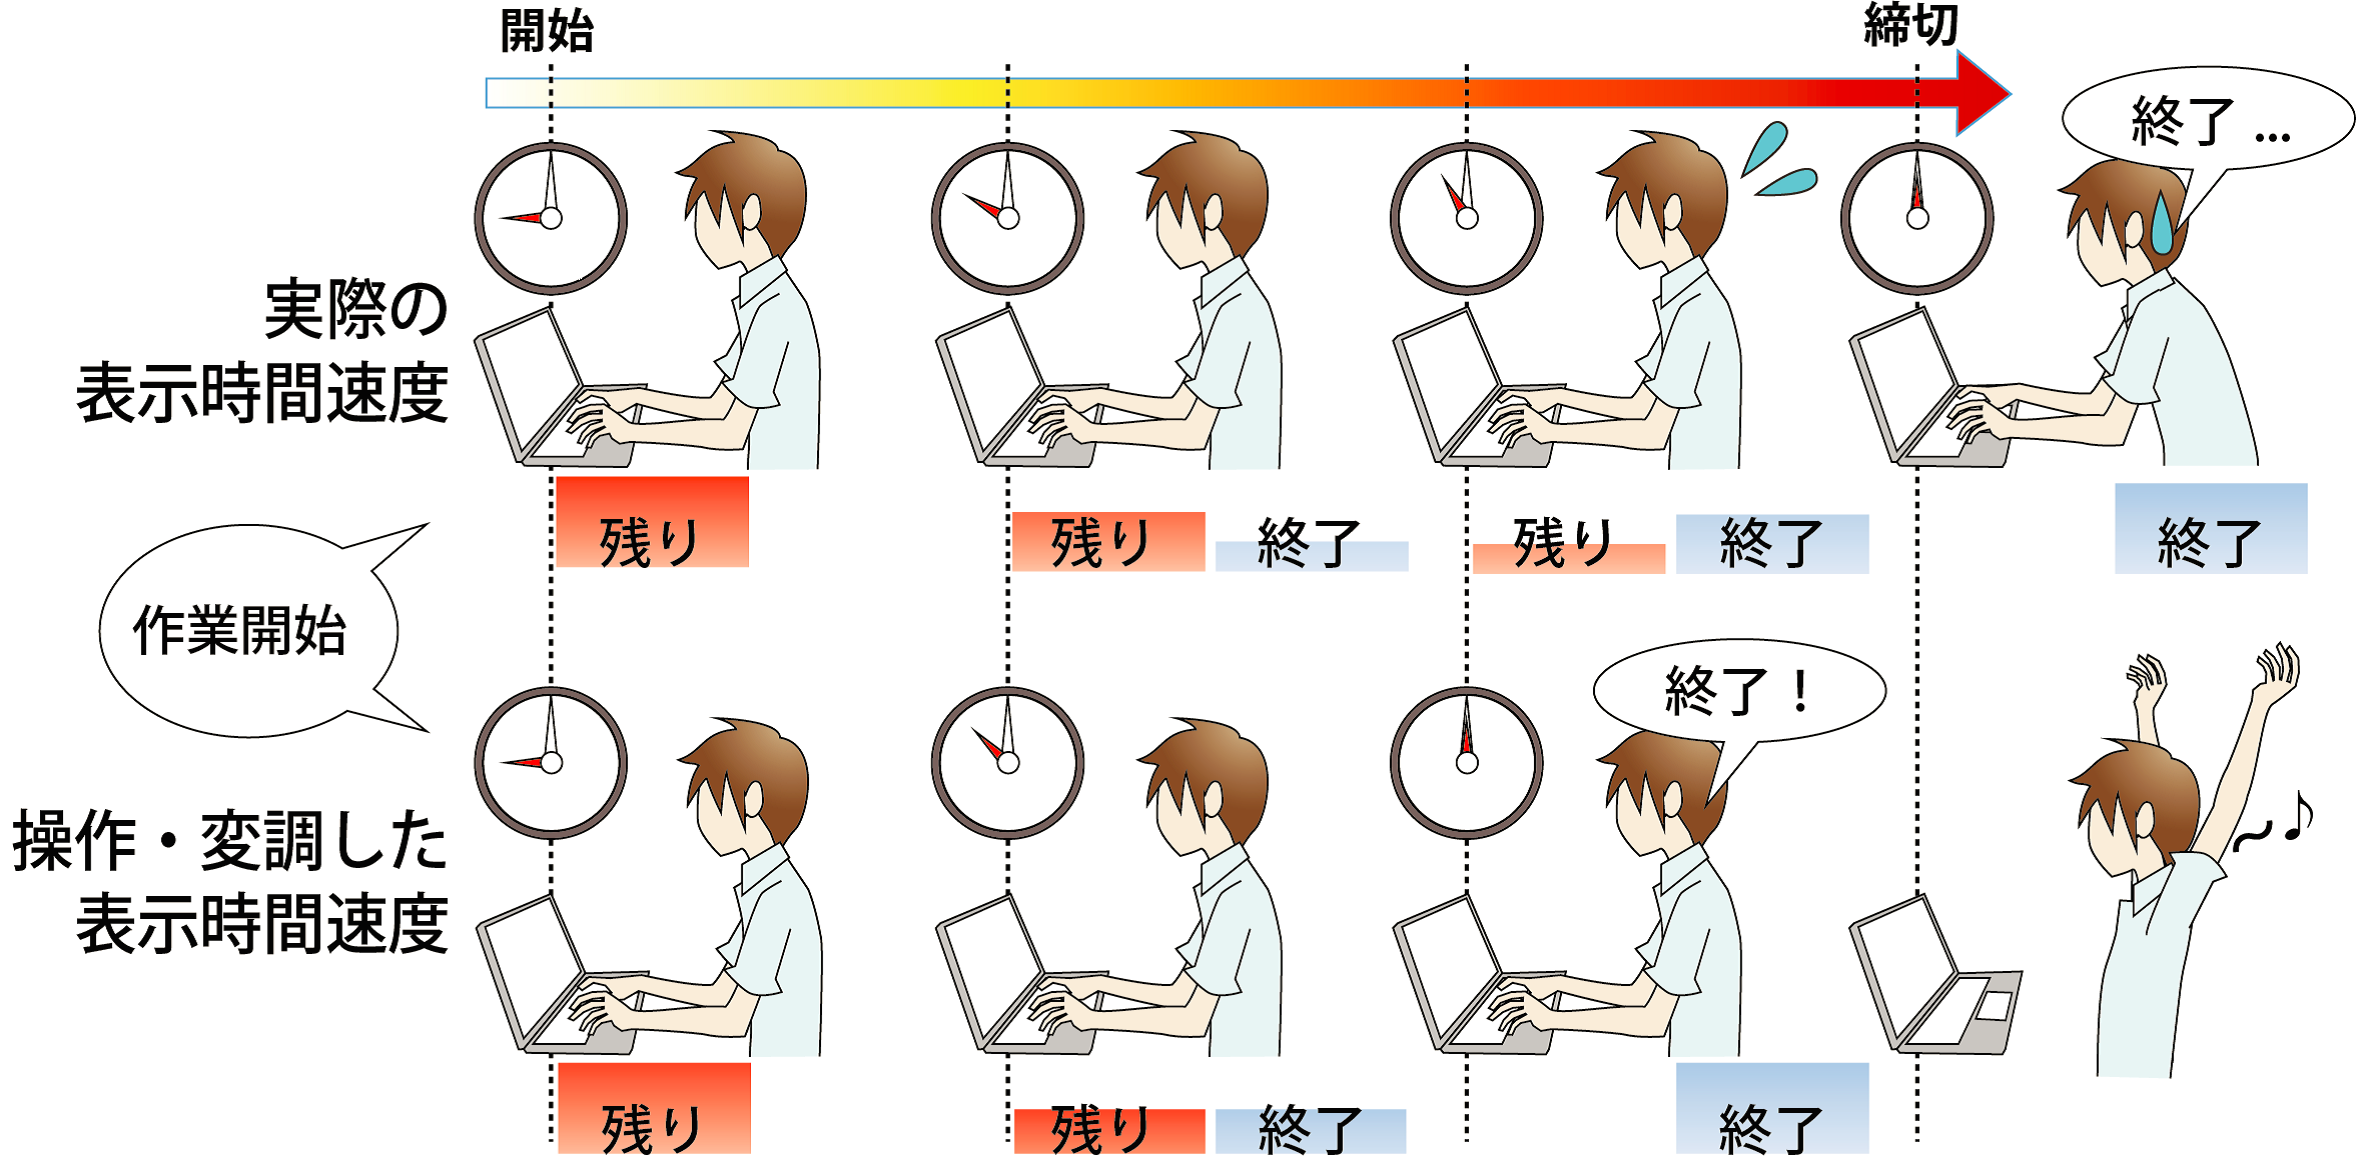 開始
締切
終了 ...
実際の
表示時間速度
残り
残り
終了
残り
終了
終了
作業開始
終了！
操作・変調した
表示時間速度
残り
残り
終了
終了